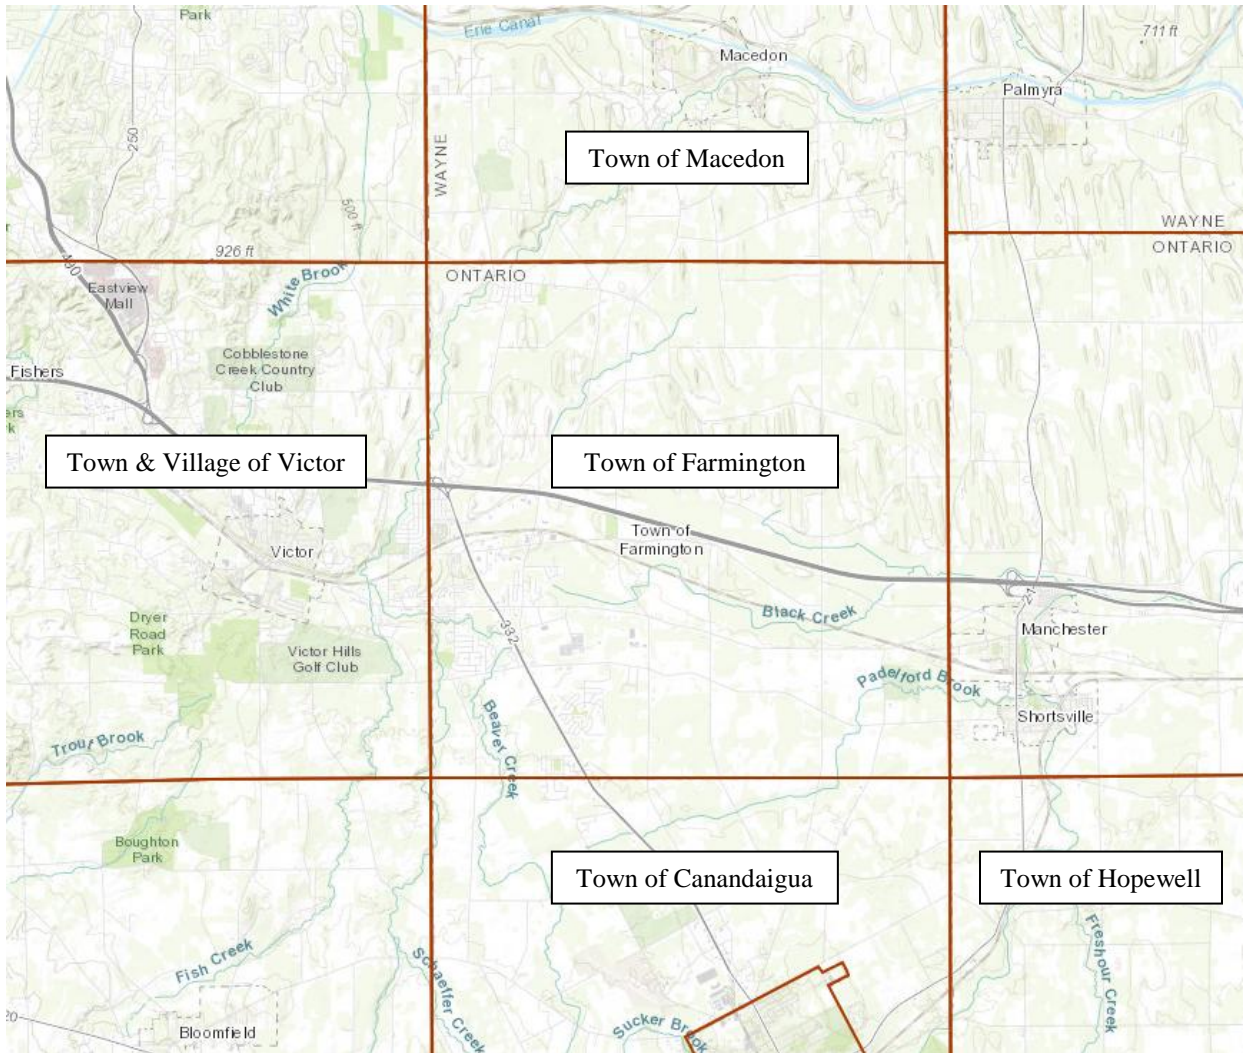 Park
Erie Canal
Macedon
711 ft
Palmyra
250
WAYNE
Town of Macedon
500 ft
926 ft
WAYNE
ONTARIO
490
Eastview
Mall
White Brook
ONTARIO
Fishers
Cobblestone
Creek Country
Club
Town & Village of Victor
Town of Farmington
Victor
Town of
Farmington
21
Black Creek
Manchester
332
Dryer
Road
Park
Victor Hills
Golf Club
Padelford Brook
Shortsville
Beaver Creek
Trout Brook
Boughton
Park
Town of Canandaigua
Town of Hopewell
Fish Creek
Schaeffer Creek
Freshour Creek
Sucker Brook
Bloomfield